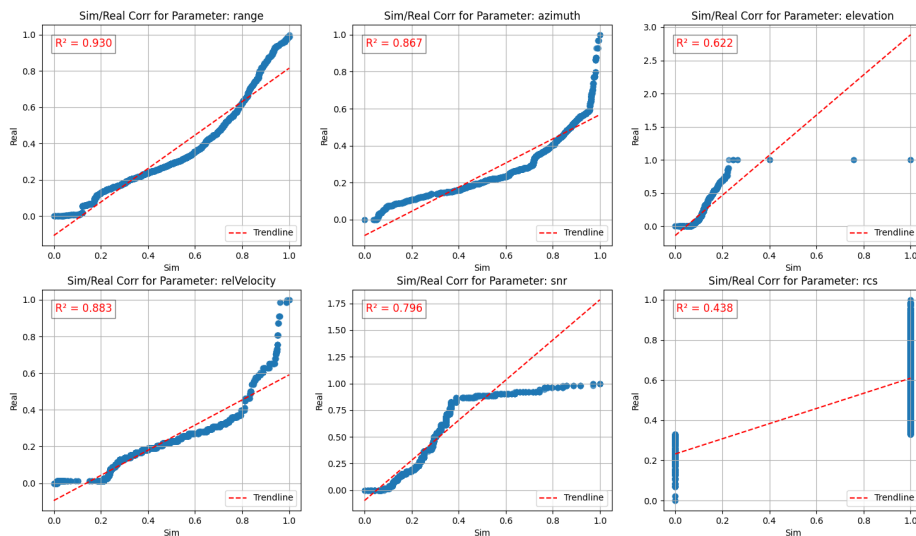 Sim/Real Corr for Parameter: range
R² = 0.930
Real
1.0
0.8
0.6
0.4
0.2
0.0
0.0 0.2 0.4 0.6 0.8 1.0
Sim
Trendline
Sim/Real Corr for Parameter: azimuth
R² = 0.867
Real
1.0
0.8
0.6
0.4
0.2
0.0
0.0 0.2 0.4 0.6 0.8 1.0
Sim
Trendline
Sim/Real Corr for Parameter: elevation
R² = 0.622
Real
3.0
2.5
2.0
1.5
1.0
0.5
0.0
0.0 0.2 0.4 0.6 0.8 1.0
Sim
Trendline
Sim/Real Corr for Parameter: relVelocity
R² = 0.883
Real
1.0
0.8
0.6
0.4
0.2
0.0
0.0 0.2 0.4 0.6 0.8 1.0
Sim
Trendline
Sim/Real Corr for Parameter: snr
R² = 0.796
Real
1.75
1.50
1.25
1.00
0.75
0.50
0.25
0.00
0.0 0.2 0.4 0.6 0.8 1.0
Sim
Trendline
Sim/Real Corr for Parameter: rcs
R² = 0.438
Real
1.0
0.8
0.6
0.4
0.2
0.0
0.0 0.2 0.4 0.6 0.8 1.0
Sim
Trendline